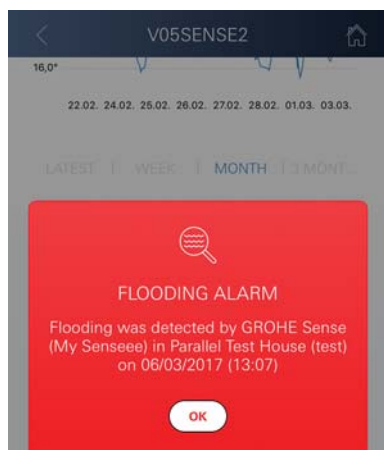 V05SENSE2
16,0°
22.02. 24.02. 25.02. 26.02. 27.02. 28.02. 01.03. 03.03.
LATEST | WEEK | MONTH | 3 MONT...
FLOODING ALARM
Flooding was detected by GROHE Sense
(My Senseee) in Parallel Test House (test)
on 06/03/2017 (13:07)
OK